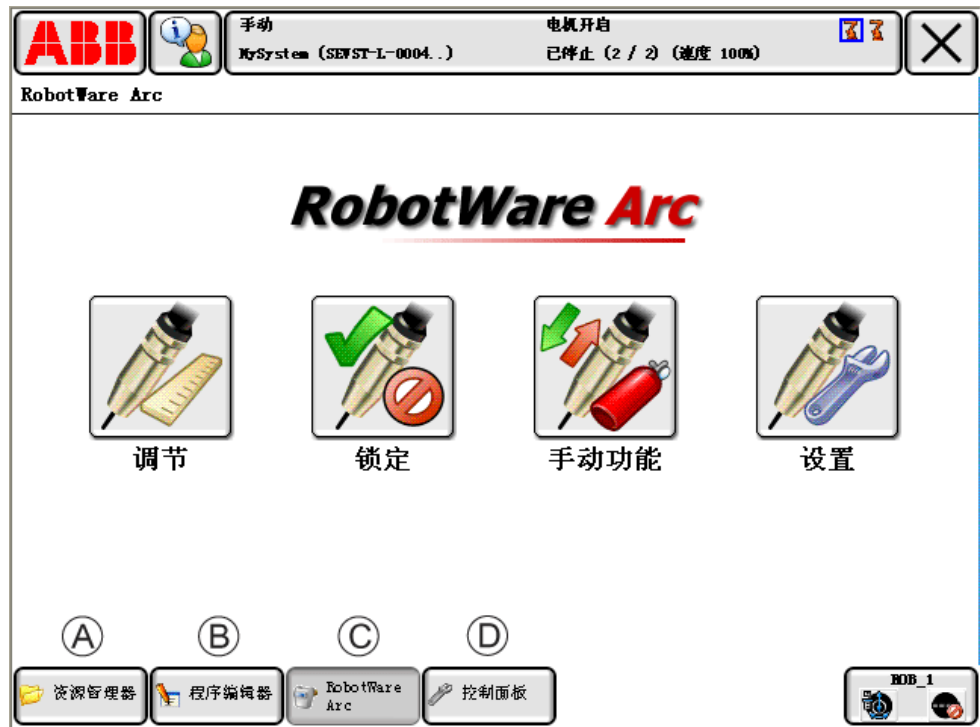 ABB
手动
MySystem (SEVST-L-0004..)
电机开启
已停止 (2 / 2) (速度 100%)
RobotWare Arc
RobotWare Arc
调节
锁定
手动功能
设置
A
B
C
D
资源管理器
程序编辑器
RobotWare
Arc
控制面板
ROB_1